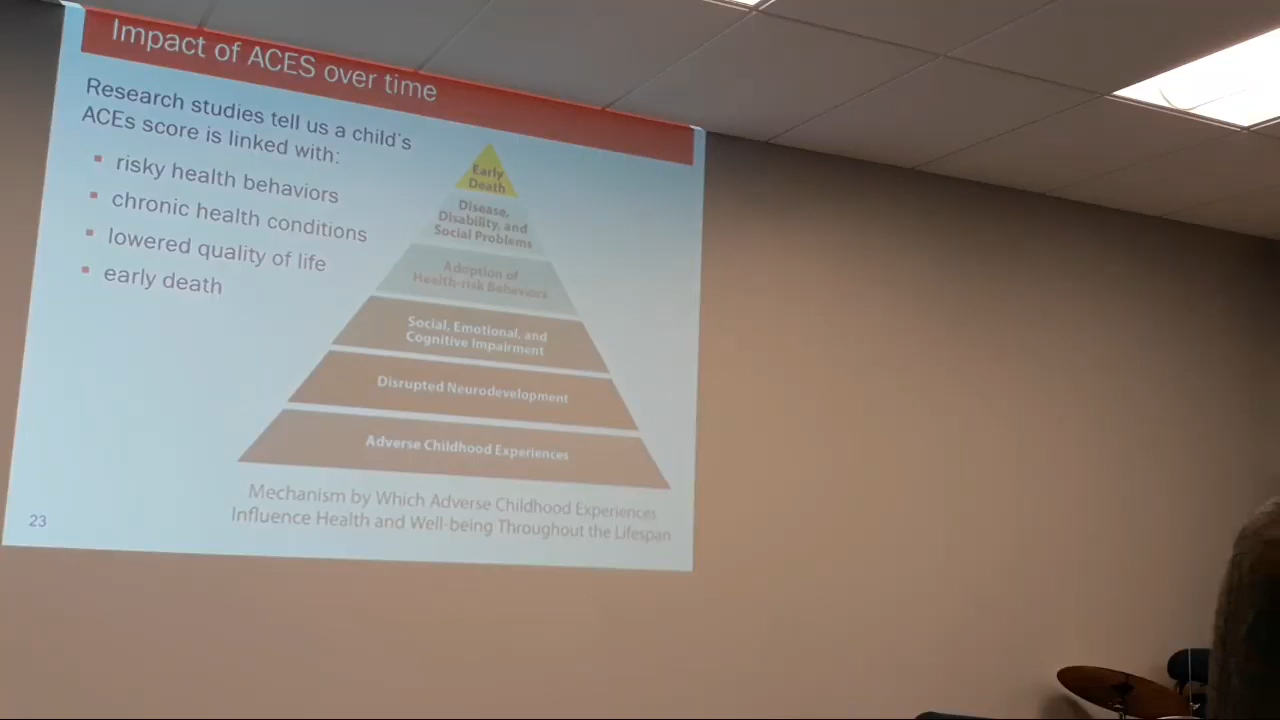 Impact of ACES over time
Research studies tell us a child's
ACEs score is linked with:
▪ risky health behaviors
▪ chronic health conditions
▪ lowered quality of life
▪ early death
Early
Death
Disease,
Disability, and
Social Problems
Adoption of
Health-risk Behaviors
Social, Emotional, and
Cognitive Impairment
Disrupted Neurodevelopment
Adverse Childhood Experiences
Mechanism by Which Adverse Childhood Experiences
Influence Health and Well-being Throughout the Lifespan
23